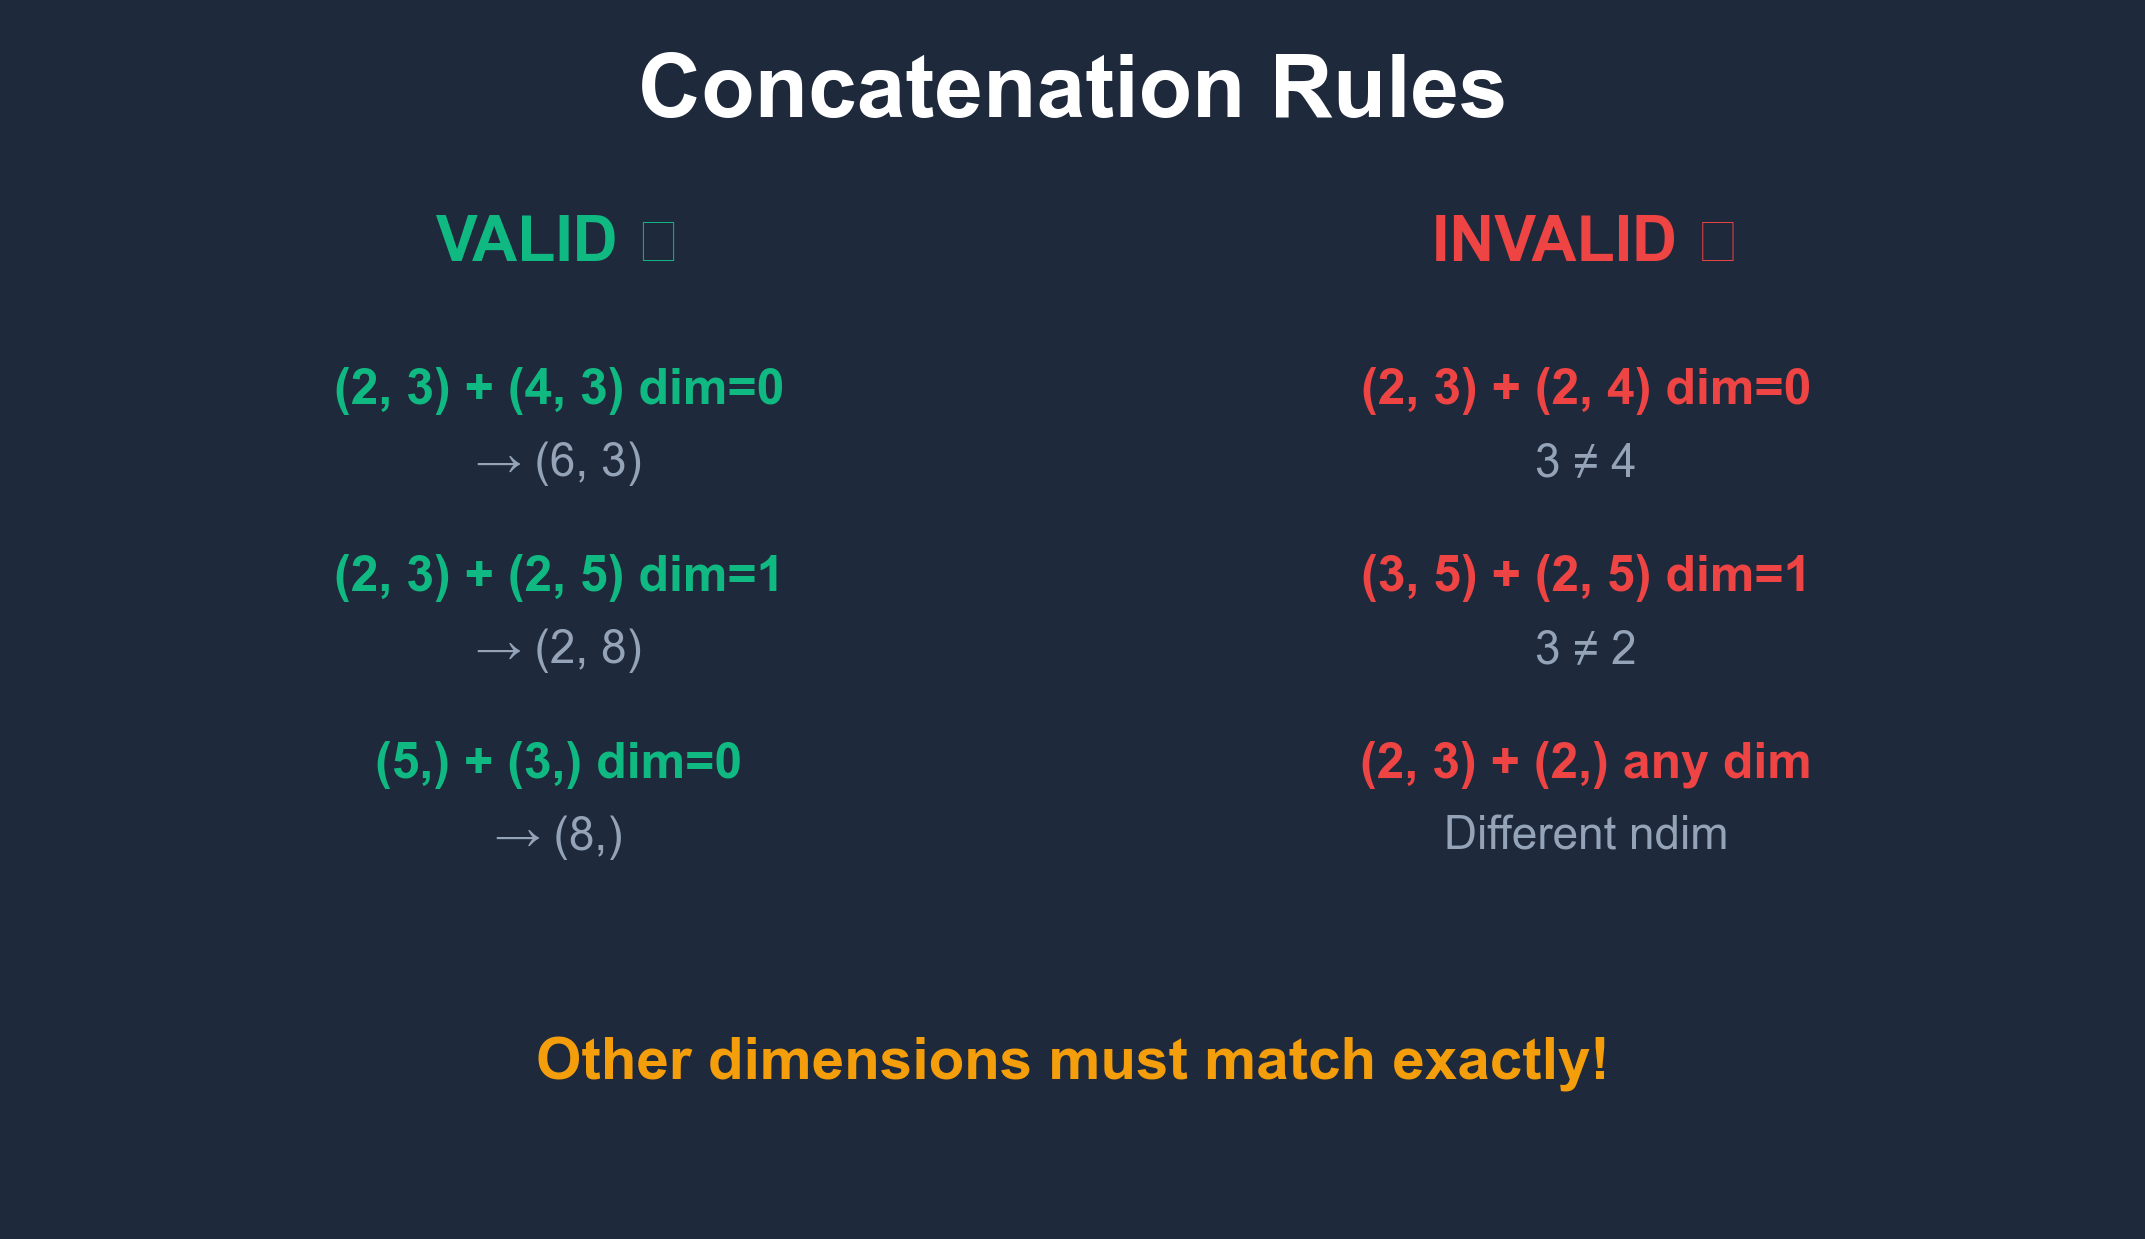 Concatenation Rules
VALID □
INVALID □
(2, 3) + (4, 3) dim=0
→ (6, 3)
(2, 3) + (2, 5) dim=1
→ (2, 8)
(5,) + (3,) dim=0
→ (8,)
(2, 3) + (2, 4) dim=0
3 ≠ 4
(3, 5) + (2, 5) dim=1
3 ≠ 2
(2, 3) + (2,) any dim
Different ndim
Other dimensions must match exactly!